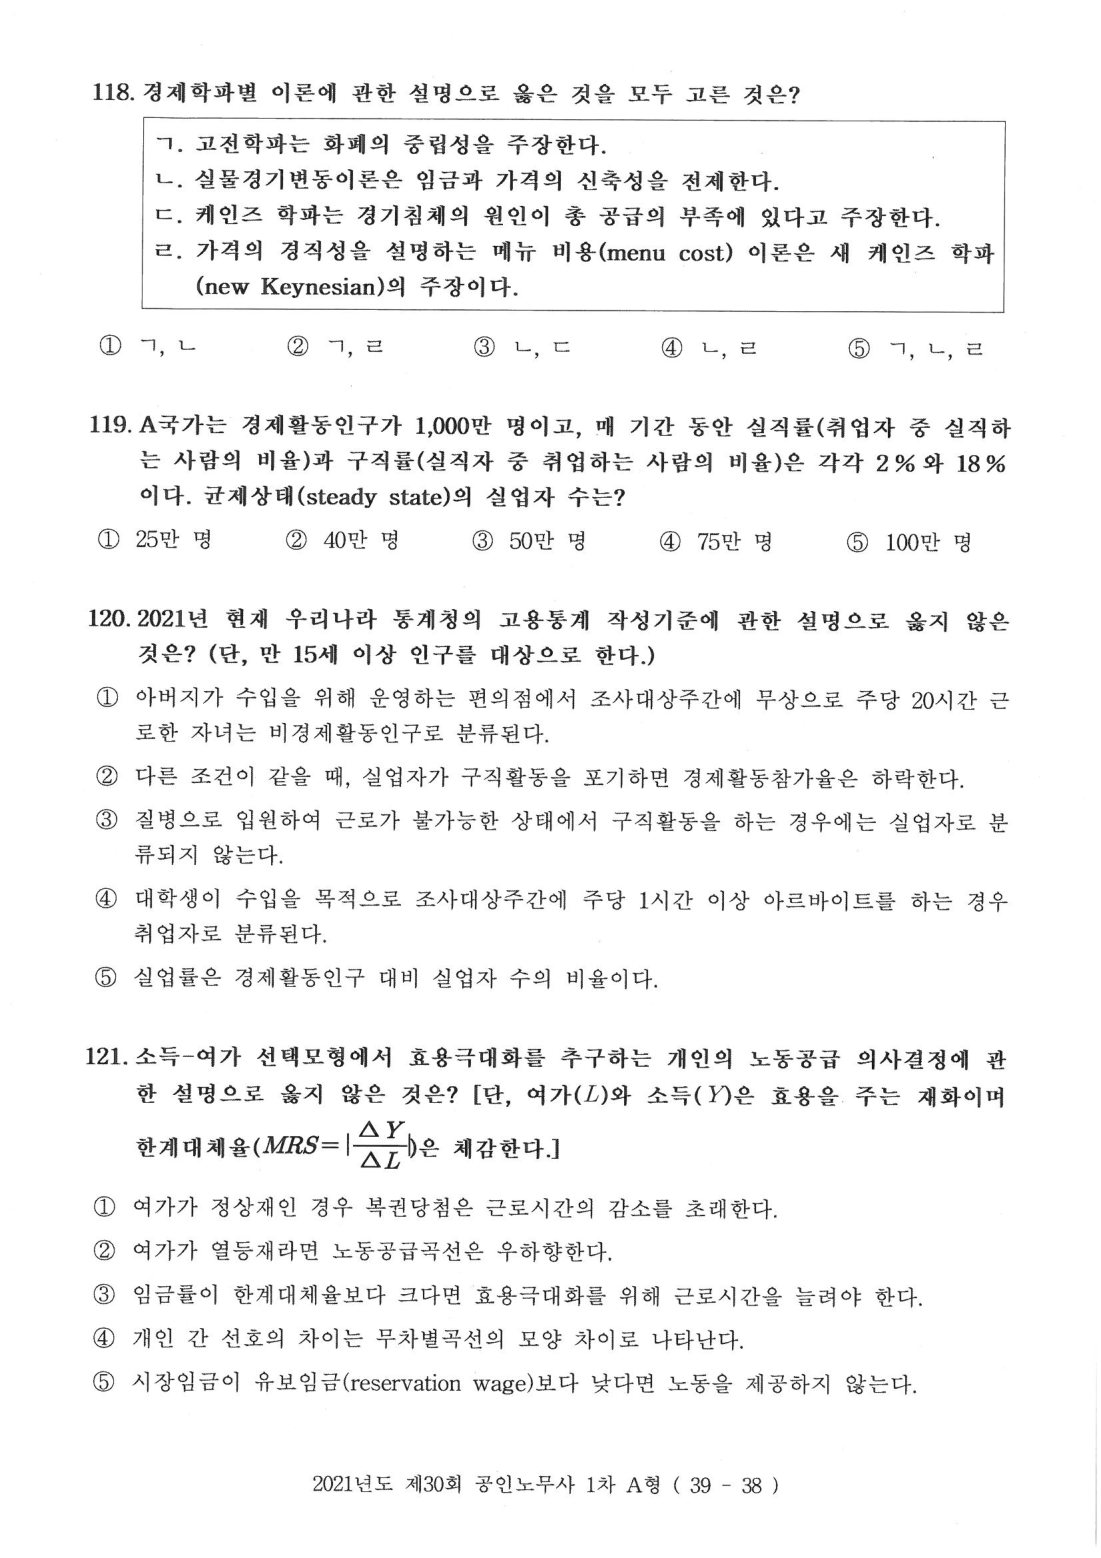 118. 경제학파별 이론에 관한 설명으로 옳은 것을 모두 고른 것은?
ㄱ. 고전학파는 화폐의 중립성을 주장한다.
ㄴ. 실물경기변동이론은 임금과 가격의 신축성을 전제한다.
ㄷ. 케인즈 학파는 경기침체의 원인이 총 공급의 부족에 있다고 주장한다.
ㄹ. 가격의 경직성을 설명하는 메뉴 비용(menu cost) 이론은 새 케인즈 학파
(new Keynesian)의 주장이다.
① ㄱ, ㄴ ② ㄱ, ㄹ ③ ㄴ, ㄷ ④ ㄴ, ㄹ ⑤ ㄱ, ㄴ, ㄹ
119. A국가는 경제활동인구가 1,000만 명이고, 매 기간 동안 실직률(취업자 중 실직하
는 사람의 비율)과 구직률(실직자 중 취업하는 사람의 비율)은 각각 2%와 18%
이다. 균제상태(steady state)의 실업자 수는?
① 25만 명 ② 40만 명 ③ 50만 명 ④ 75만 명 ⑤ 100만 명
120. 2021년 현재 우리나라 통계청의 고용통계 작성기준에 관한 설명으로 옳지 않은
것은? (단, 만 15세 이상 인구를 대상으로 한다.)
① 아버지가 수입을 위해 운영하는 편의점에서 조사대상주간에 무상으로 주당 20시간 근
로한 자녀는 비경제활동인구로 분류된다.
② 다른 조건이 같을 때, 실업자가 구직활동을 포기하면 경제활동참가율은 하락한다.
③ 질병으로 입원하여 근로가 불가능한 상태에서 구직활동을 하는 경우에는 실업자로 분
류되지 않는다.
④ 대학생이 수입을 목적으로 조사대상주간에 주당 1시간 이상 아르바이트를 하는 경우
취업자로 분류된다.
⑤ 실업률은 경제활동인구 대비 실업자 수의 비율이다.
121. 소득-여가 선택모형에서 효용극대화를 추구하는 개인의 노동공급 의사결정에 관
한 설명으로 옳지 않은 것은? [단, 여가(L)와 소득(Y)은 효용을 주는 재화이며
한계대체율(MRS=|△Y/△L|)은 체감한다.]
① 여가가 정상재인 경우 복권당첨은 근로시간의 감소를 초래한다.
② 여가가 열등재라면 노동공급곡선은 우하향한다.
③ 임금률이 한계대체율보다 크다면 효용극대화를 위해 근로시간을 늘려야 한다.
④ 개인 간 선호의 차이는 무차별곡선의 모양 차이로 나타난다.
⑤ 시장임금이 유보임금(reservation wage)보다 낮다면 노동을 제공하지 않는다.
2021년도 제30회 공인노무사 1차 A형 ( 39 - 38 )